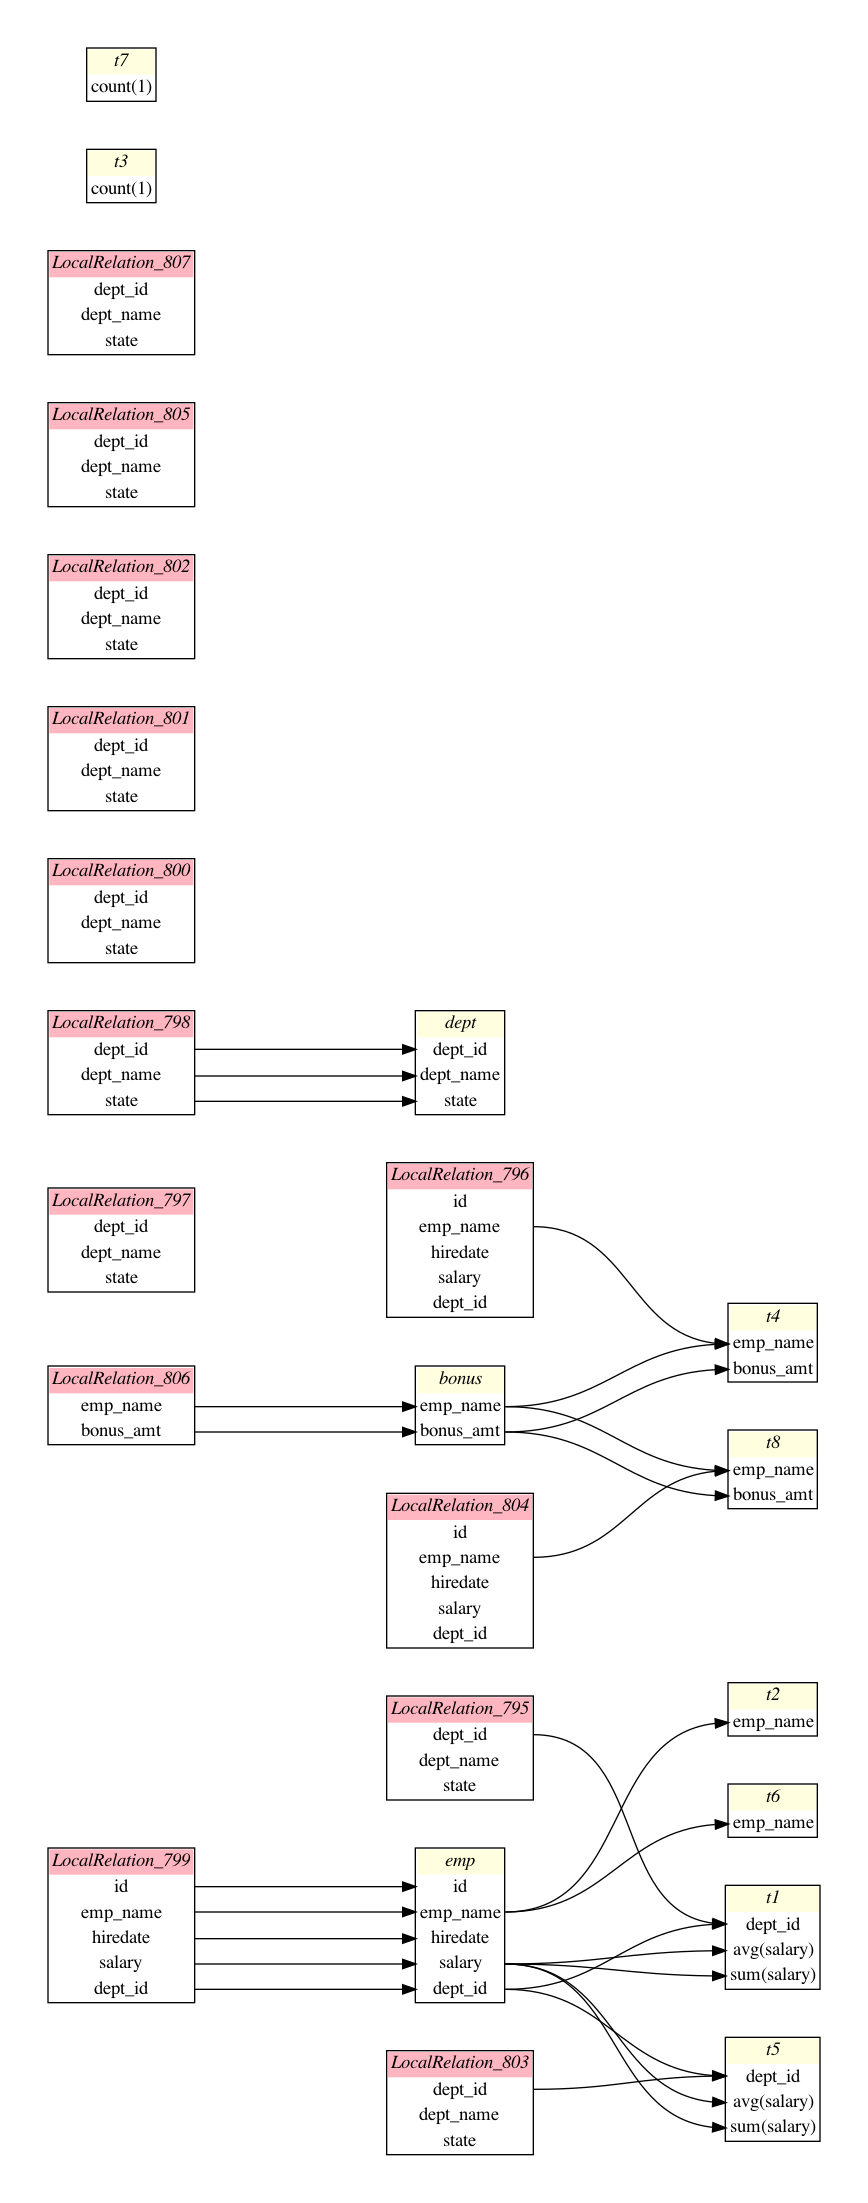 t7
count(1)
t3
count(1)
LocalRelation_807
dept_id
dept_name
state
LocalRelation_805
dept_id
dept_name
state
LocalRelation_802
dept_id
dept_name
state
LocalRelation_801
dept_id
dept_name
state
LocalRelation_800
dept_id
dept_name
state
LocalRelation_798
dept_id
dept_name
state
dept
dept_id
dept_name
state
LocalRelation_797
dept_id
dept_name
state
LocalRelation_796
id
emp_name
hiredate
salary
dept_id
t4
emp_name
bonus_amt
LocalRelation_806
emp_name
bonus_amt
bonus
emp_name
bonus_amt
t8
emp_name
bonus_amt
LocalRelation_804
id
emp_name
hiredate
salary
dept_id
LocalRelation_795
dept_id
dept_name
state
t2
emp_name
t6
emp_name
LocalRelation_799
id
emp_name
hiredate
salary
dept_id
emp
id
emp_name
hiredate
salary
dept_id
t1
dept_id
avg(salary)
sum(salary)
LocalRelation_803
dept_id
dept_name
state
t5
dept_id
avg(salary)
sum(salary)